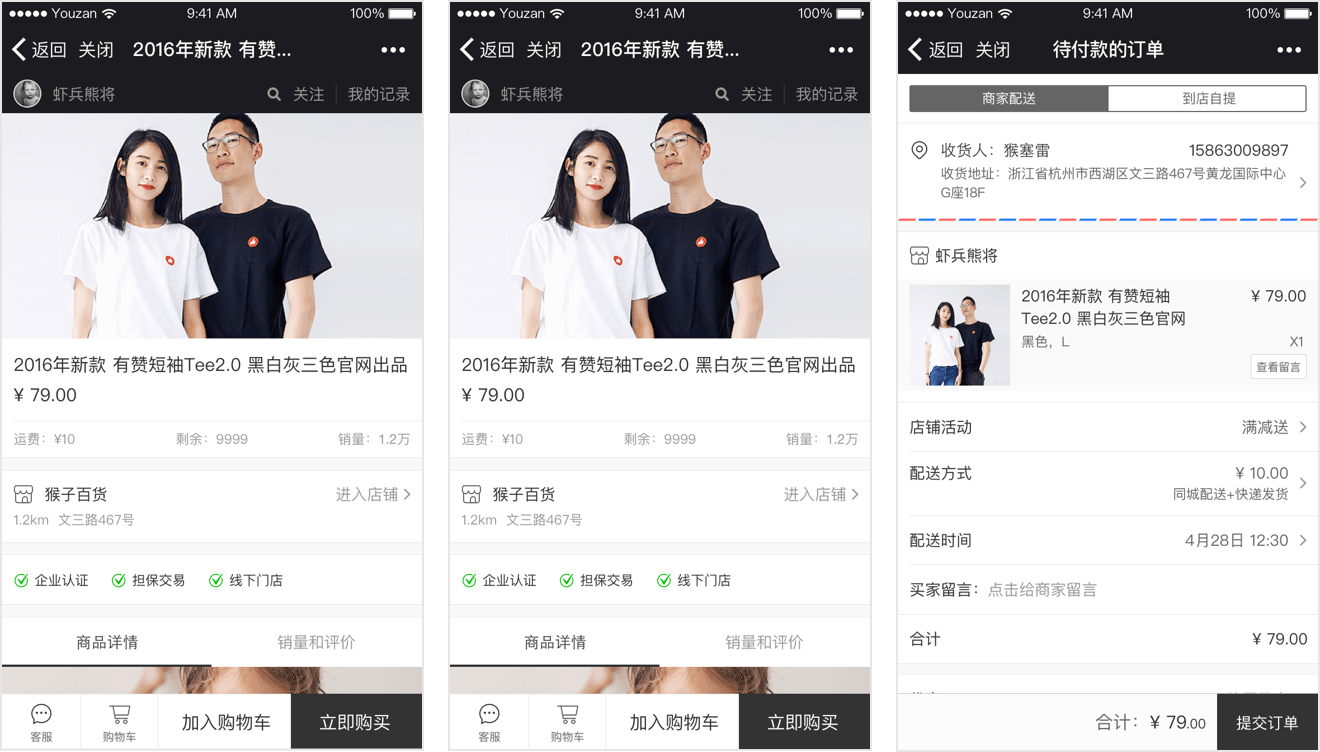 Youzan 9:41 AM 100%
返回 关闭 2016年新款 有赞...
虾兵熊将 关注 我的记录
2016年新款 有赞短袖Tee2.0 黑白灰三色官网出品
¥ 79.00
运费：¥10 剩余：9999 销量：1.2万
猴子百货 进入店铺
1.2km 文三路467号
企业认证 担保交易 线下门店
商品详情 销量和评价
客服 购物车 加入购物车 立即购买
Youzan 9:41 AM 100%
返回 关闭 2016年新款 有赞...
虾兵熊将 关注 我的记录
2016年新款 有赞短袖Tee2.0 黑白灰三色官网出品
¥ 79.00
运费：¥10 剩余：9999 销量：1.2万
猴子百货 进入店铺
1.2km 文三路467号
企业认证 担保交易 线下门店
商品详情 销量和评价
客服 购物车 加入购物车 立即购买
Youzan 9:41 AM 100%
返回 关闭 待付款的订单
商家配送 到店自提
收货人：猴塞雷 15863009897
收货地址：浙江省杭州市西湖区文三路467号黄龙国际中心
G座18F
虾兵熊将
2016年新款 有赞短袖 ¥ 79.00
Tee2.0 黑白灰三色官网
黑色，L X1
查看留言
店铺活动 满减送
配送方式 ¥ 10.00
同城配送+快递发货
配送时间 4月28日 12:30
买家留言：点击给商家留言
合计 ¥ 79.00
合计：¥ 79.00 提交订单